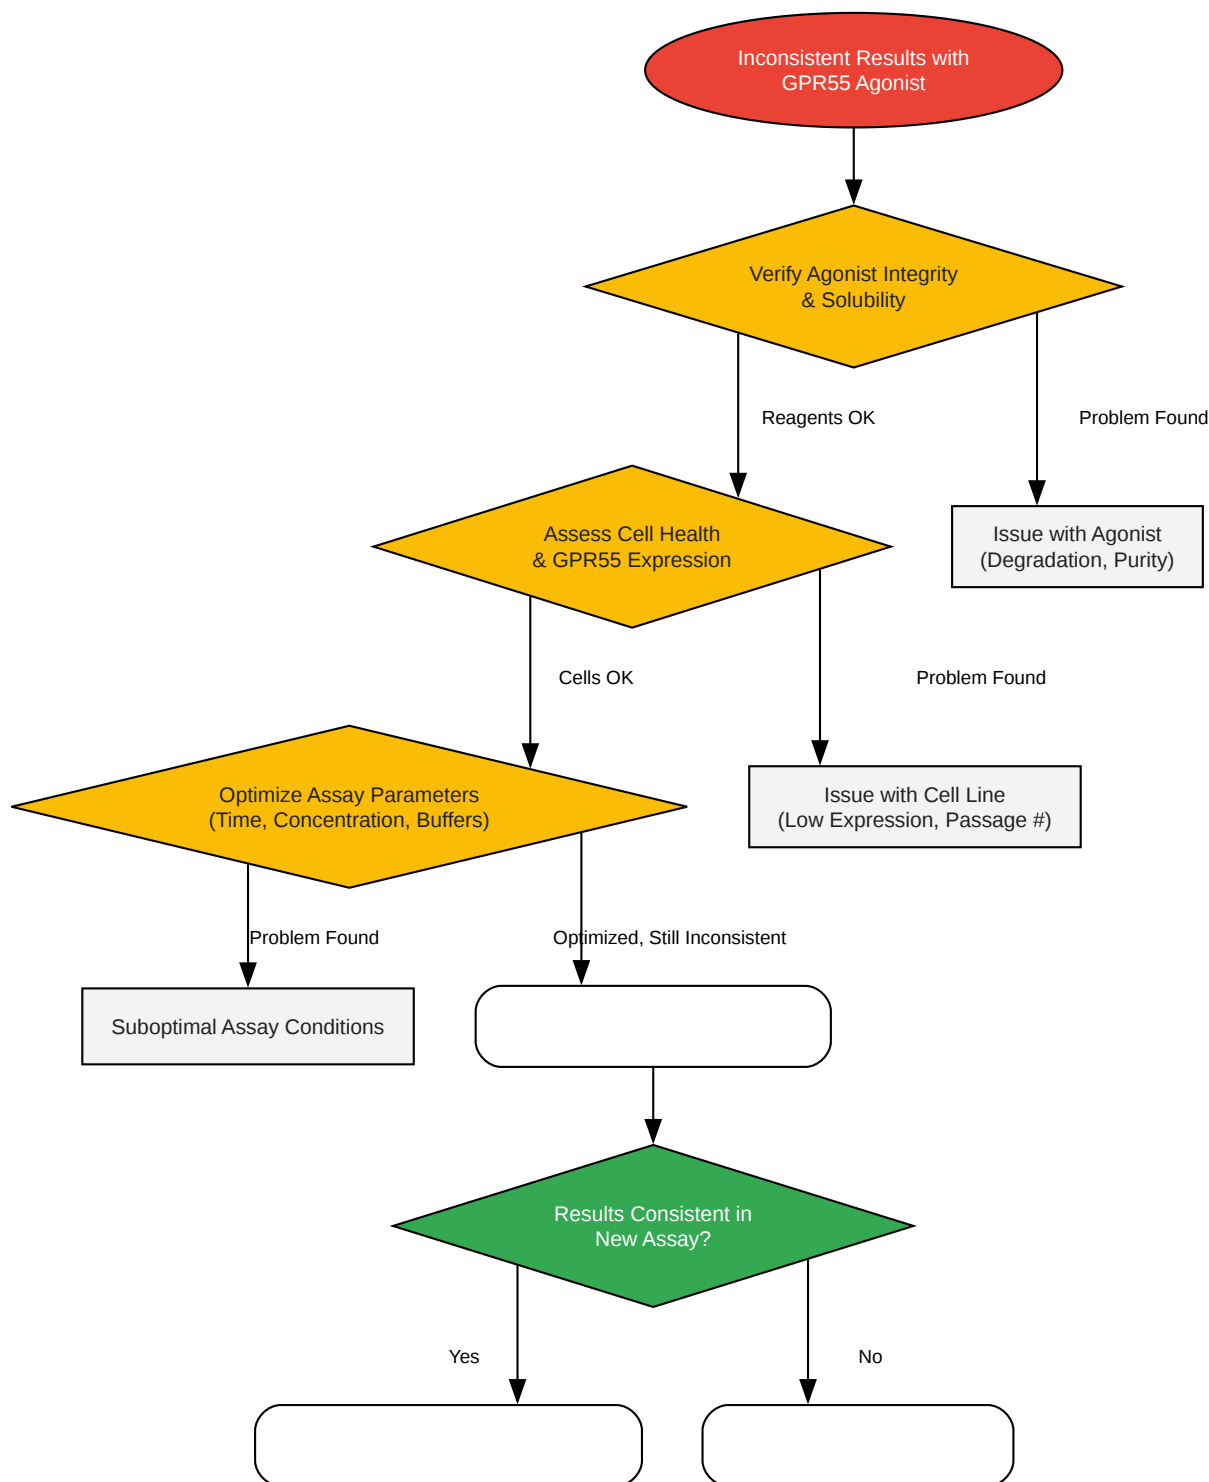 Inconsistent Results with
GPR55 Agonist
Verify Agonist Integrity
& Solubility
Reagents OK
Problem Found
Assess Cell Health
& GPR55 Expression
Issue with Agonist
(Degradation, Purity)
Cells OK
Problem Found
Optimize Assay Parameters
(Time, Concentration, Buffers)
Issue with Cell Line
(Low Expression, Passage #)
Problem Found
Optimized, Still Inconsistent
Suboptimal Assay Conditions
Results Consistent in
New Assay?
Yes
No